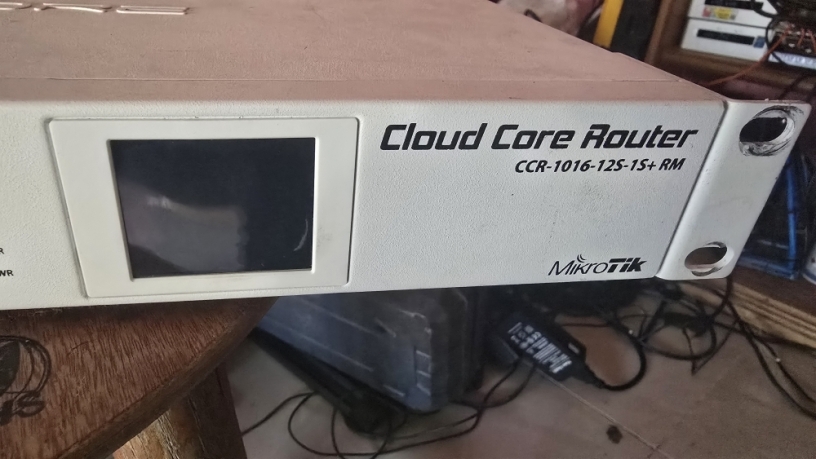 Cloud Core Router
CCR-1016-12S-1S+ RM
MikroTik